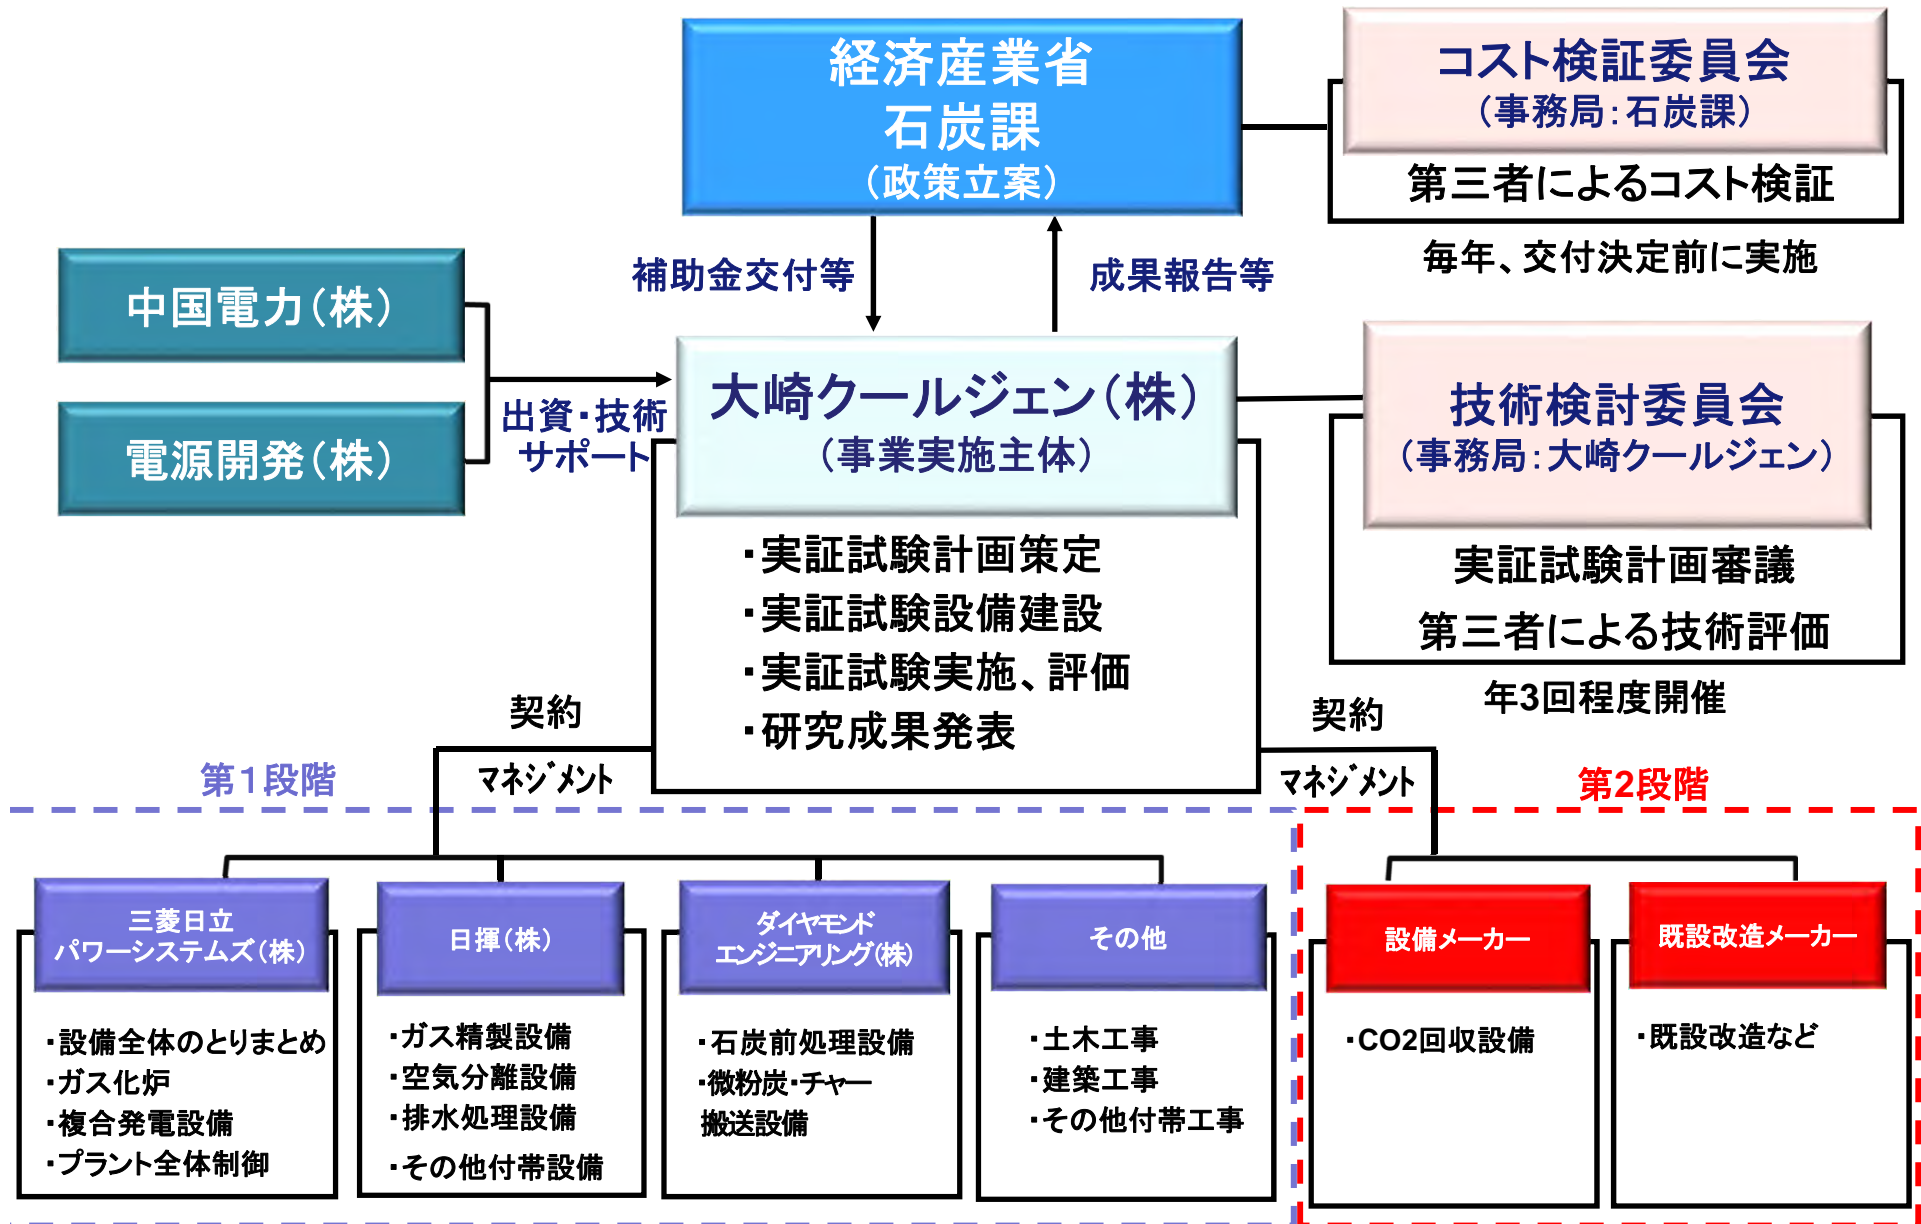 経済産業省
石炭課
（政策立案）
コスト検証委員会
（事務局：石炭課）
第三者によるコスト検証
毎年、交付決定前に実施
補助金交付等
成果報告等
中国電力（株）
電源開発（株）
出資・技術
サポート
大崎クールジェン（株）
（事業実施主体）
・実証試験計画策定
・実証試験設備建設
・実証試験実施、評価
・研究成果発表
技術検討委員会
（事務局：大崎クールジェン）
実証試験計画審議
第三者による技術評価
年3回程度開催
契約
マネジメント
契約
マネジメント
第１段階
三菱日立
パワーシステムズ（株）
・設備全体のとりまとめ
・ガス化炉
・複合発電設備
・プラント全体制御
日揮（株）
・ガス精製設備
・空気分離設備
・排水処理設備
・その他付帯設備
ダイヤモンド
エンジニアリング（株）
・石炭前処理設備
・微粉炭・チャー
搬送設備
その他
・土木工事
・建築工事
・その他付帯工事
第2段階
設備メーカー
・CO2回収設備
既設改造メーカー
・既設改造など